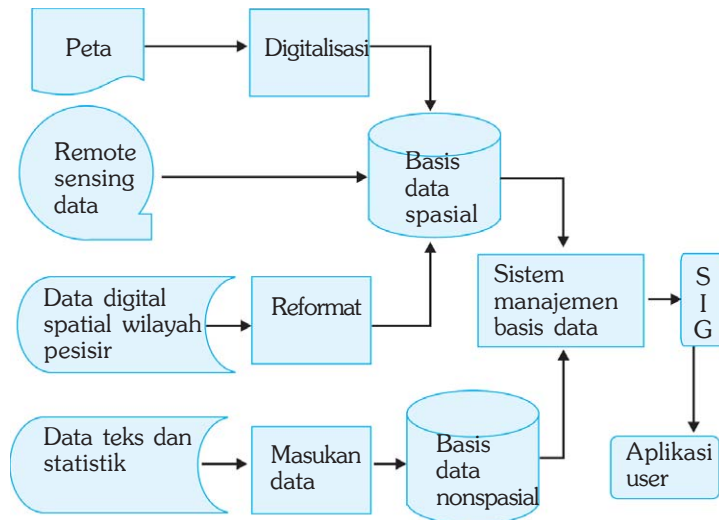 Peta
Digitalisasi
Remote
sensing
data
Basis
data
spasial
Data digital
spatial wilayah
pesisir
Reformat
Sistem
manajemen
basis data
S
I
G
Data teks dan
statistik
Masukan
data
Basis
data
nonspasial
Aplikasi
user